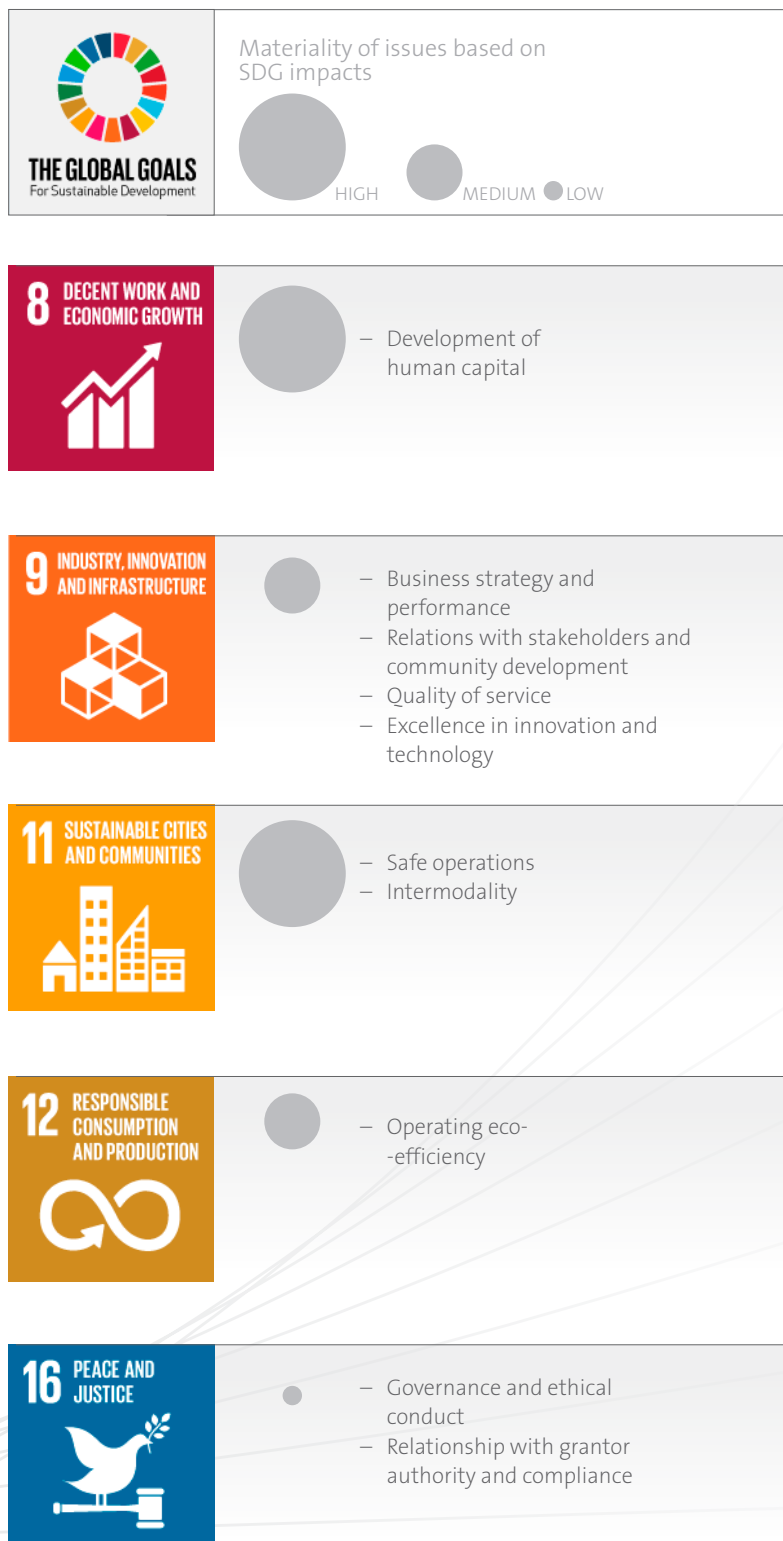 THE GLOBAL GOALS
For Sustainable Development
Materiality of issues based on
SDG impacts
HIGH
MEDIUM
LOW
8 DECENT WORK AND
ECONOMIC GROWTH
– Development of
human capital
9 INDUSTRY, INNOVATION
AND INFRASTRUCTURE
– Business strategy and
performance
– Relations with stakeholders and
community development
– Quality of service
– Excellence in innovation and
technology
11 SUSTAINABLE CITIES
AND COMMUNITIES
– Safe operations
– Intermodality
12 RESPONSIBLE
CONSUMPTION
AND PRODUCTION
– Operating eco-
-efficiency
16 PEACE AND
JUSTICE
– Governance and ethical
conduct
– Relationship with grantor
authority and compliance